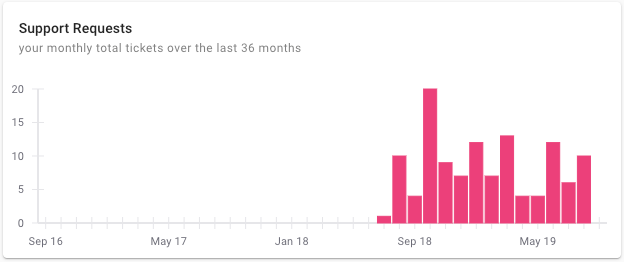 Support Requests
your monthly total tickets over the last 36 months
20
15
10
5
0
Sep 16 May 17 Jan 18 Sep 18 May 19